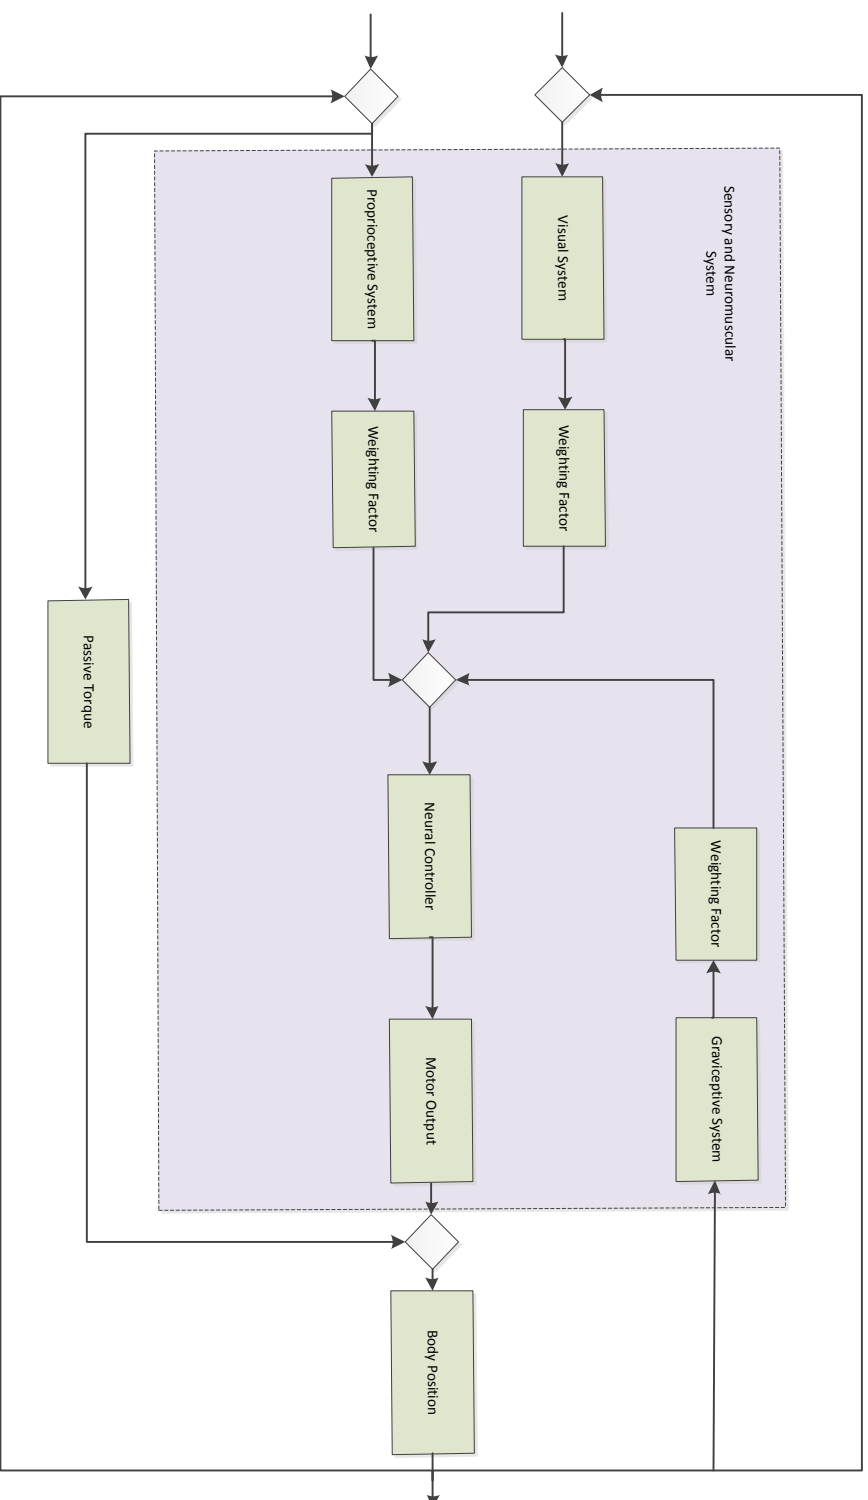 Sensory and Neuromuscular
System
Visual System
Weighting Factor
Proprioceptive System
Weighting Factor
Passive Torque
Neural Controller
Motor Output
Weighting Factor
Graviceptive System
Body Position